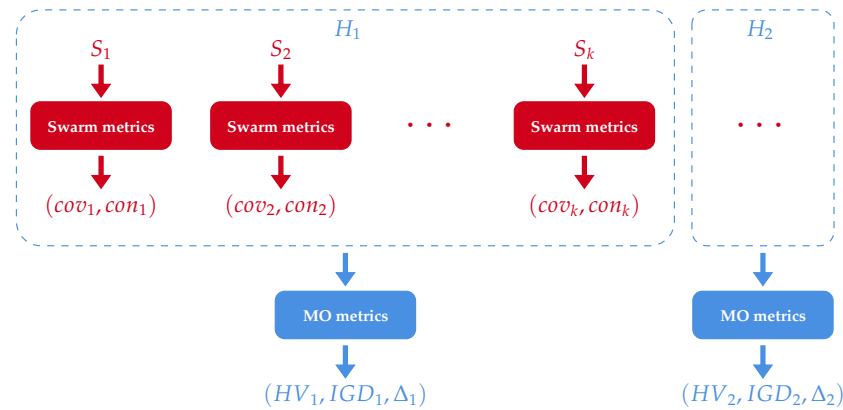 H₁ H₂
S₁ S₂ Sₖ
Swarm metrics Swarm metrics · · · Swarm metrics · · ·
(cov₁, con₁) (cov₂, con₂) (covₖ, conₖ)
MO metrics MO metrics
(HV₁, IGD₁, Δ₁) (HV₂, IGD₂, Δ₂)